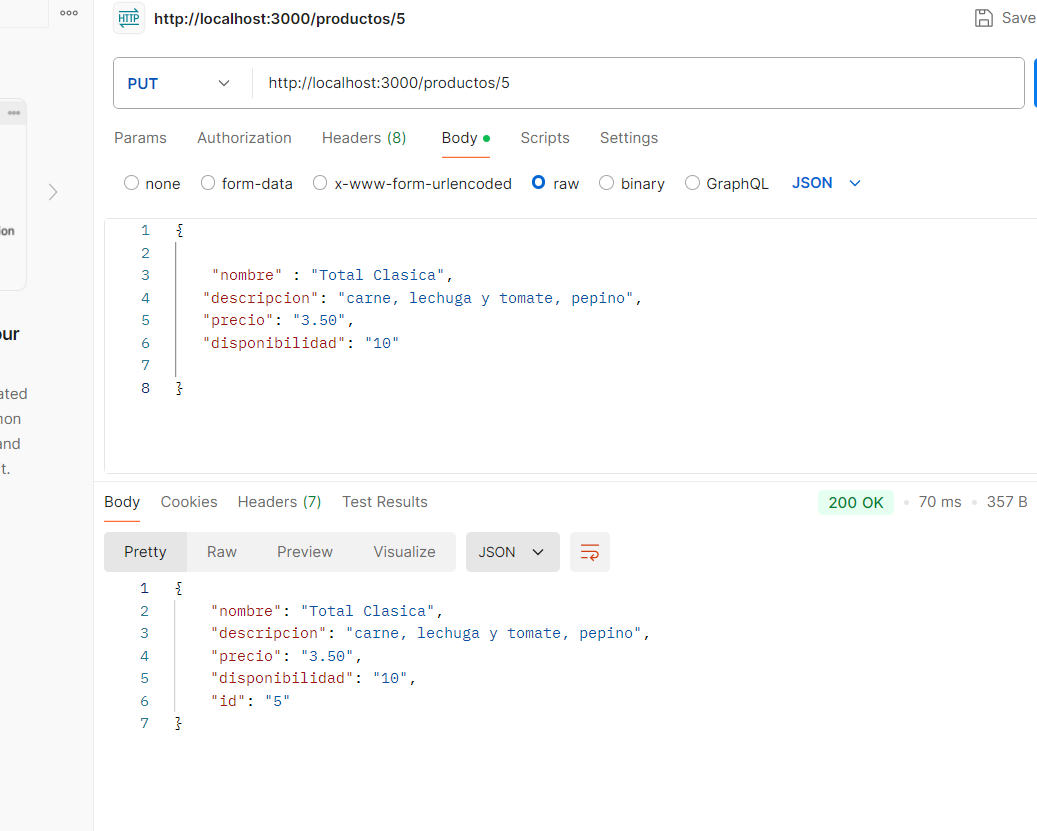 HTTP http://localhost:3000/productos/5 Save
PUT http://localhost:3000/productos/5
Params Authorization Headers (8) Body Scripts Settings
none form-data x-www-form-urlencoded raw binary GraphQL JSON
1 {
2
3 "nombre" : "Total Clasica",
4 "descripcion": "carne, lechuga y tomate, pepino",
5 "precio": "3.50",
6 "disponibilidad": "10"
7
8 }
ion
our
ated
and
t.
Body Cookies Headers (7) Test Results 200 OK 70 ms 357 B
Pretty Raw Preview Visualize JSON
1 {
2 "nombre": "Total Clasica",
3 "descripcion": "carne, lechuga y tomate, pepino",
4 "precio": "3.50",
5 "disponibilidad": "10",
6 "id": "5"
7 }